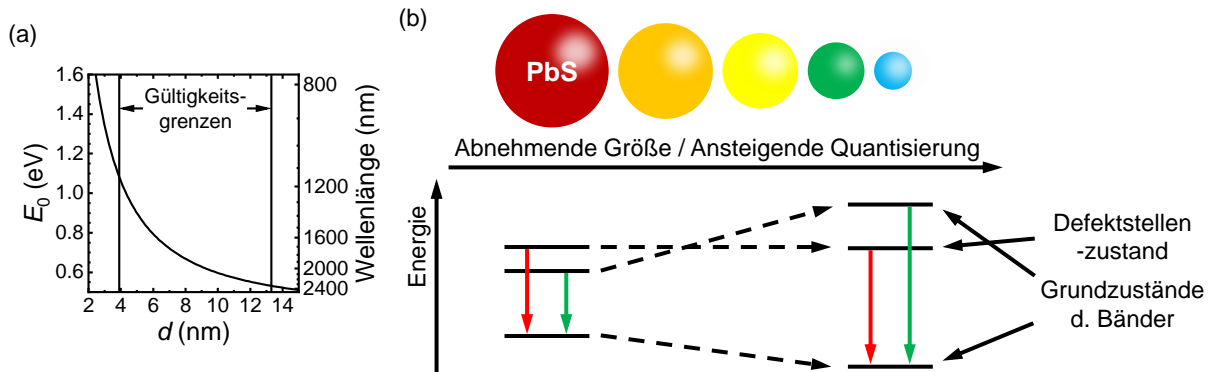 (a)
1.6
1.4
1.2
1.0
0.8
0.6
E0 (eV)
Gültigkeits-
grenzen
800
1200
1600
2000
2400
Wellenlänge (nm)
2 4 6 8 10 12 14
d (nm)
(b)
PbS
Abnehmende Größe / Ansteigende Quantisierung
Energie
Defektstellen
-zustand
Grundzustände
d. Bänder